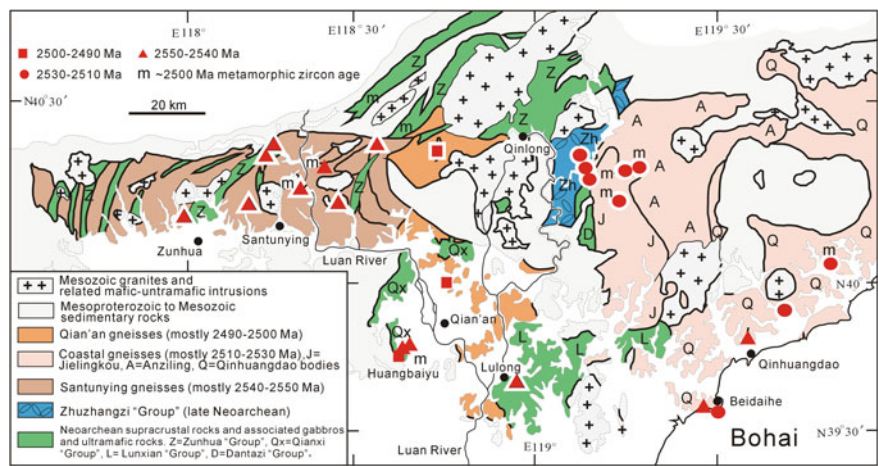 E118°
E118°30′
E119°30′
2500-2490 Ma
2550-2540 Ma
2530-2510 Ma
m ~2500 Ma metamorphic zircon age
N40°30′
20 km
Z
Z
Z
Z
m
m
Z
Z
Qinlong
Zh
Zh
A
A
A
A
A
A
A
Q
Q
Q
Q
Q
Q
Q
Q
m
m
m
m
m
m
J
J
J
D
Z
Zunhua
Santunying
Luan River
Qx
Qx
Qx
Qian'an
m
Huangbaiyu
L
L
L
Lulong
Luan River
m
N40°
Qinhuangdao
Beidaihe
Bohai
N39°30′
E119°
Mesozoic granites and
related mafic-untramafic intrusions
Mesoproterozoic to Mesozoic
sedimentary rocks
Qian'an gneisses (mostly 2490-2500 Ma)
Coastal gneisses (mostly 2510-2530 Ma),J=
Jielingkou, A=Anziling, Q=Qinhuangdao bodies
Santunying gneisses (mostly 2540-2550 Ma)
Zhuzhangzi "Group" (late Neoarchean)
Neoarchean supracrustal rocks and associated gabbros
and ultramafic rocks. Z=Zunhua "Group", Qx=Qianxi
"Group", L= Lunxian "Group", D=Dantazi "Group".